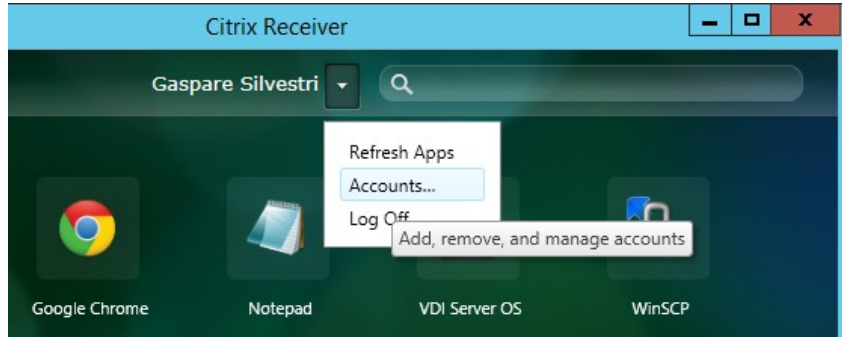 Citrix Receiver
Gaspare Silvestri
Refresh Apps
Accounts...
Log Off
Add, remove, and manage accounts
Google Chrome
Notepad
VDI Server OS
WinSCP